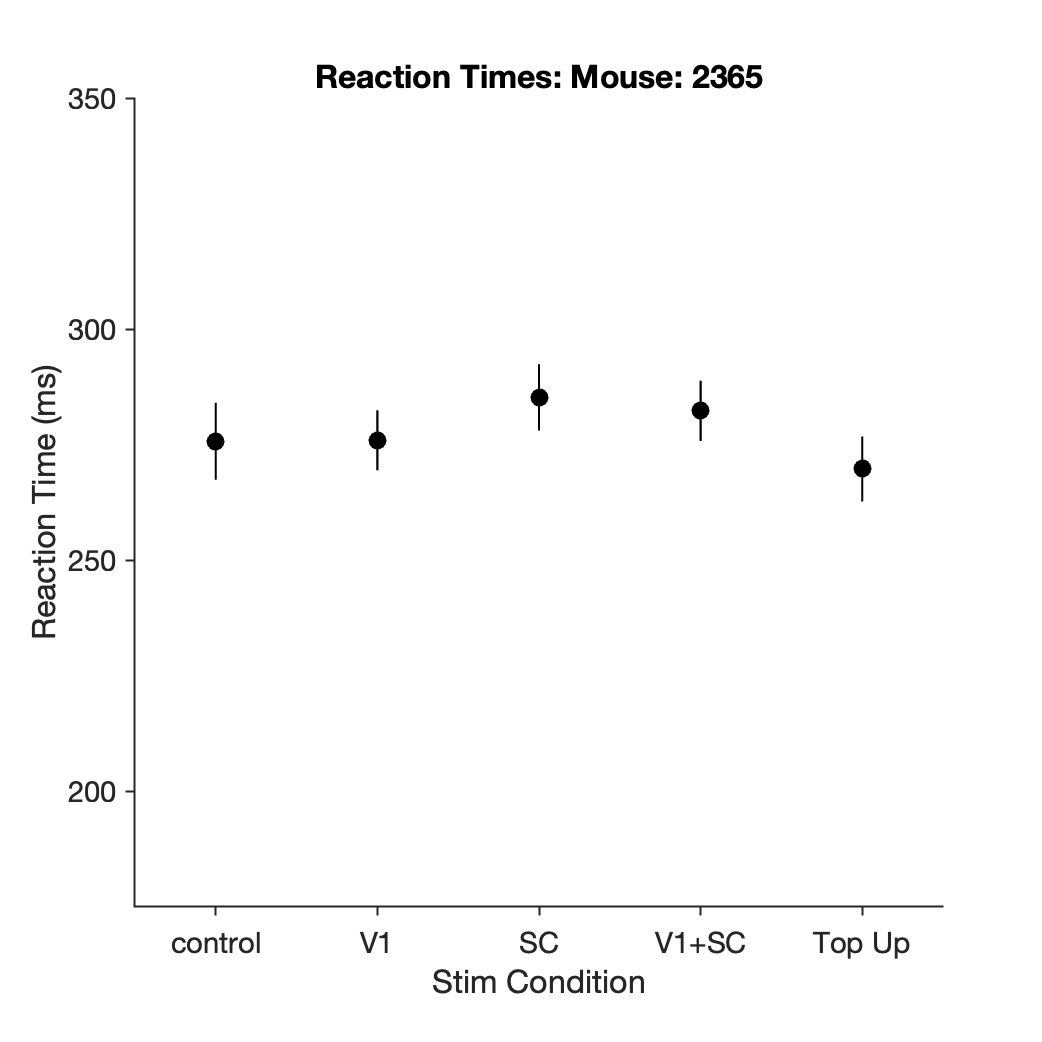 Reaction Times: Mouse: 2365
350
300
250
200
Reaction Time (ms)
control V1 SC V1+SC Top Up
Stim Condition